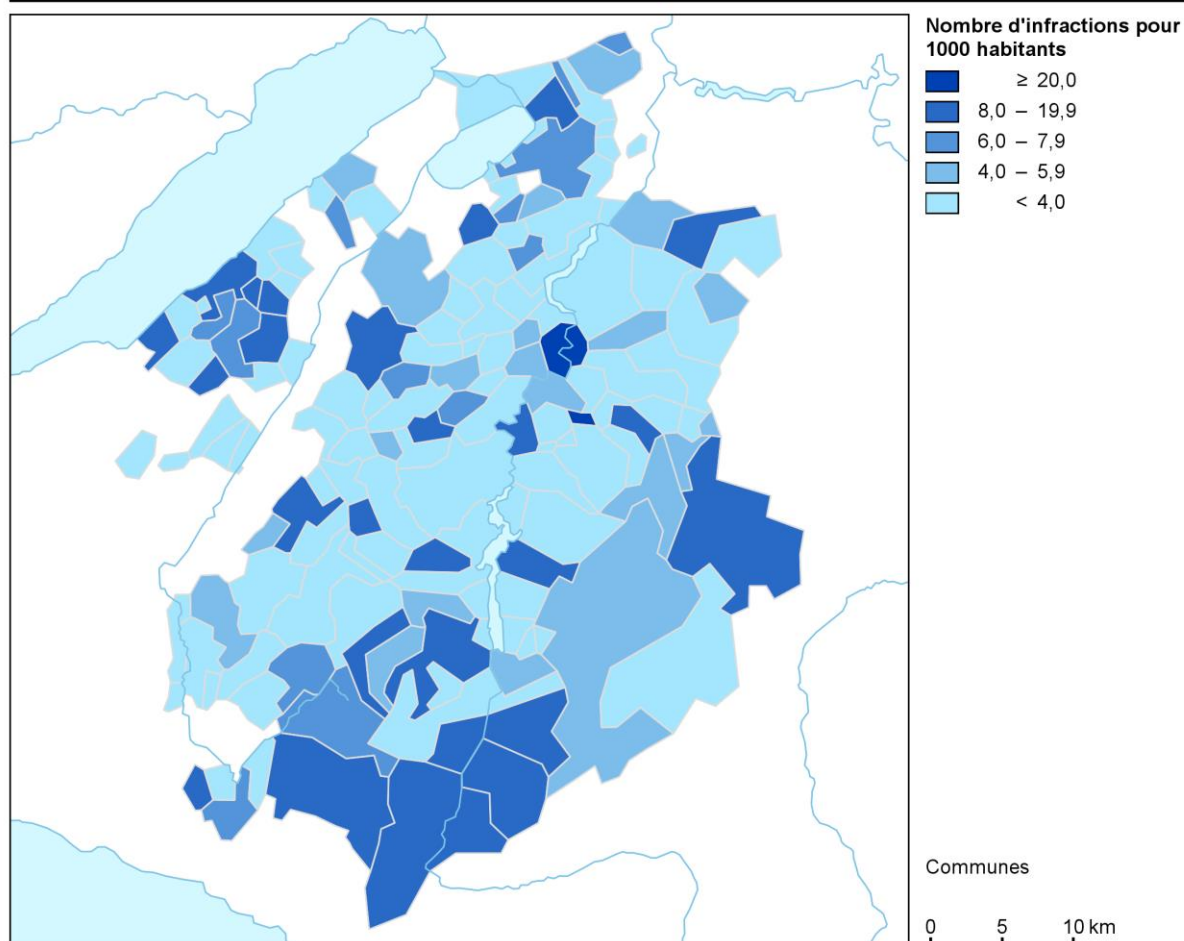 Nombre d'infractions pour
1000 habitants
≥ 20,0
8,0 – 19,9
6,0 – 7,9
4,0 – 5,9
< 4,0
Communes
0 5 10 km